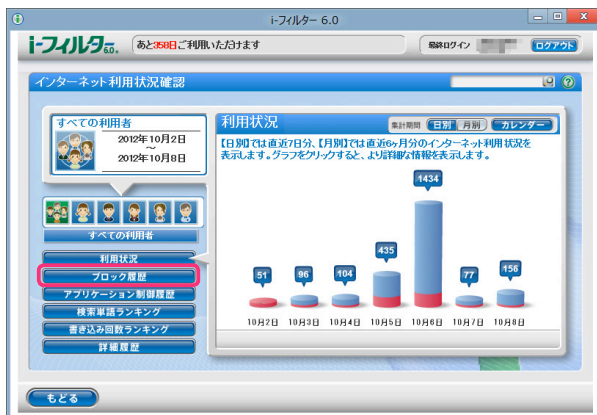 i-フィルター 6.0
i-フィルター6.0. あと358日ご利用いただけます 最終ログイン ログアウト
インターネット利用状況確認
すべての利用者
2012年10月2日
～
2012年10月8日
すべての利用者
利用状況
ブロック履歴
アプリケーション制御履歴
検索単語ランキング
書き込み回数ランキング
詳細履歴
利用状況 集計期間 日別 月別 カレンダー
【日別】では直近7日分、【月別】では直近6ヶ月分のインターネット利用状況を
表示します。グラフをクリックすると、より詳細な情報を表示します。
51 96 104 435 1434 77 156
10月2日 10月3日 10月4日 10月5日 10月6日 10月7日 10月8日
もどる